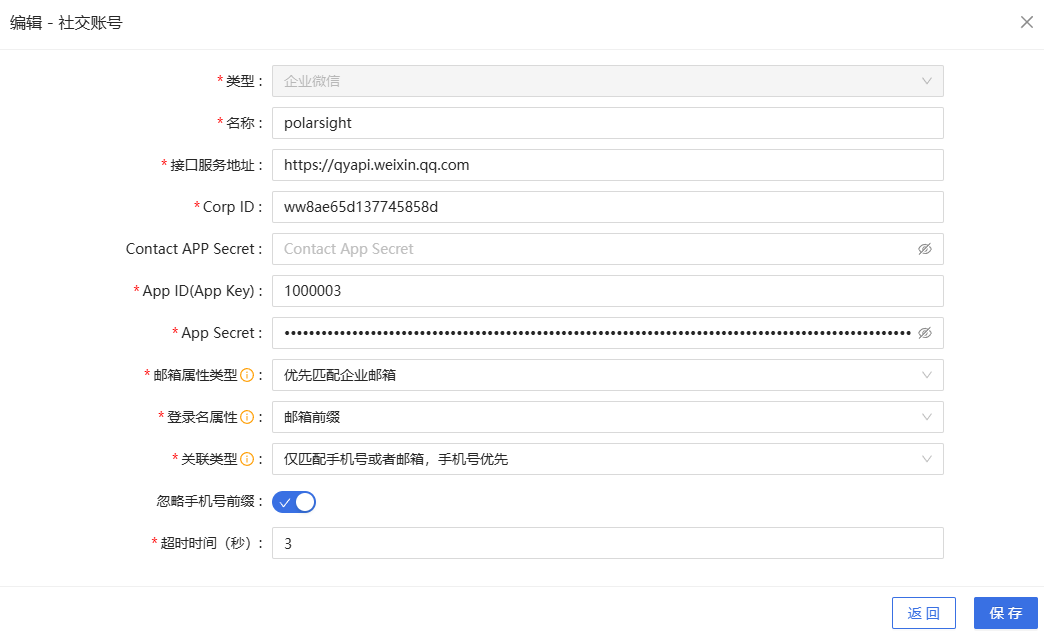 编辑 - 社交账号
* 类型 : 企业微信
* 名称 : polarsight
* 接口服务地址 : https://qyapi.weixin.qq.com
* Corp ID : ww8ae65d137745858d
Contact APP Secret : Contact App Secret
* App ID(App Key) : 1000003
* App Secret : ••••••••••••••••••••••••••••••••••••••••••••••••••••••••••••••••••••••••••••••••••••••••
* 邮箱属性类型 : 优先匹配企业邮箱
* 登录名属性 : 邮箱前缀
* 关联类型 : 仅匹配手机号或者邮箱，手机号优先
忽略手机号前缀 :
* 超时时间（秒） : 3
返回 保存